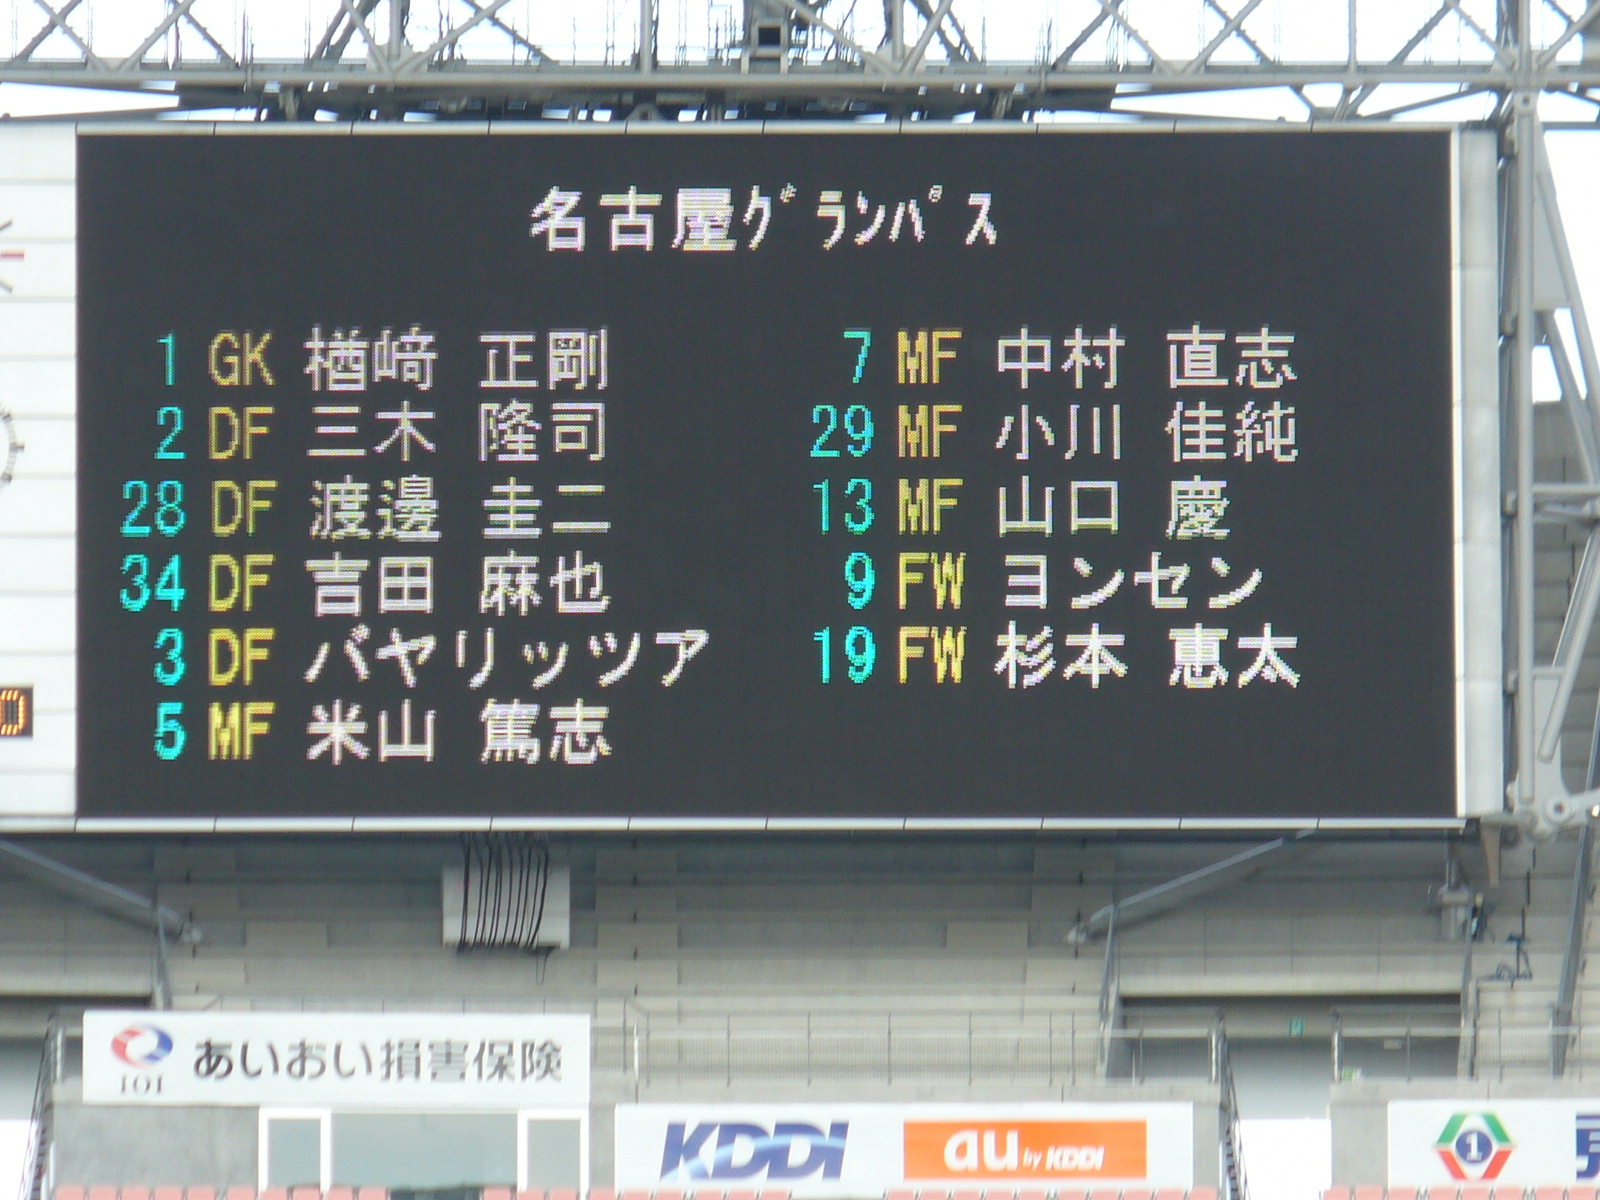 名古屋グランパス
1 GK 楢﨑 正剛
2 DF 三木 隆司
28 DF 渡邊 圭二
34 DF 吉田 麻也
3 DF バヤリッツア
5 MF 米山 篤志
7 MF 中村 直志
29 MF 小川 佳純
13 MF 山口 慶
9 FW ヨンセン
19 FW 杉本 恵太
IOI あいおい損害保険
KDDI au by KDDI
1